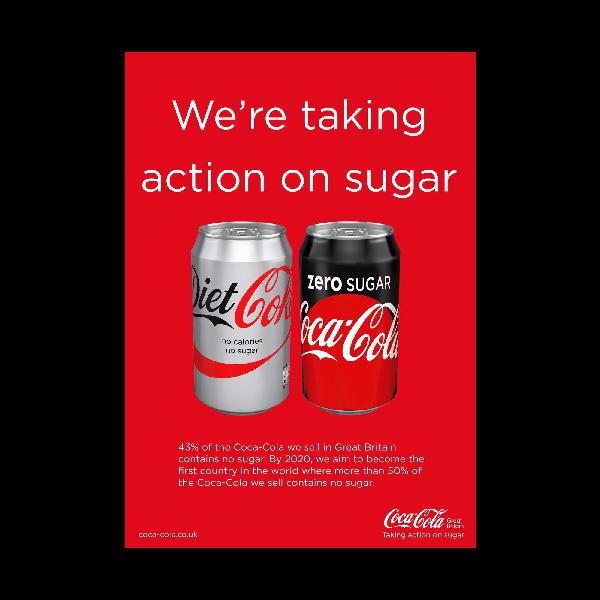 We're taking
action on sugar
Diet Coke
no calories
no sugar
zero SUGAR
Coca-Cola
43% of the Coca-Cola we sell in Great Britain
contains no sugar. By 2020, we aim to become the
first country in the world where more than 50% of
the Coca-Cola we sell contains no sugar.
Coca-Cola Great
Britain
coca-cola.co.uk
Taking action on sugar